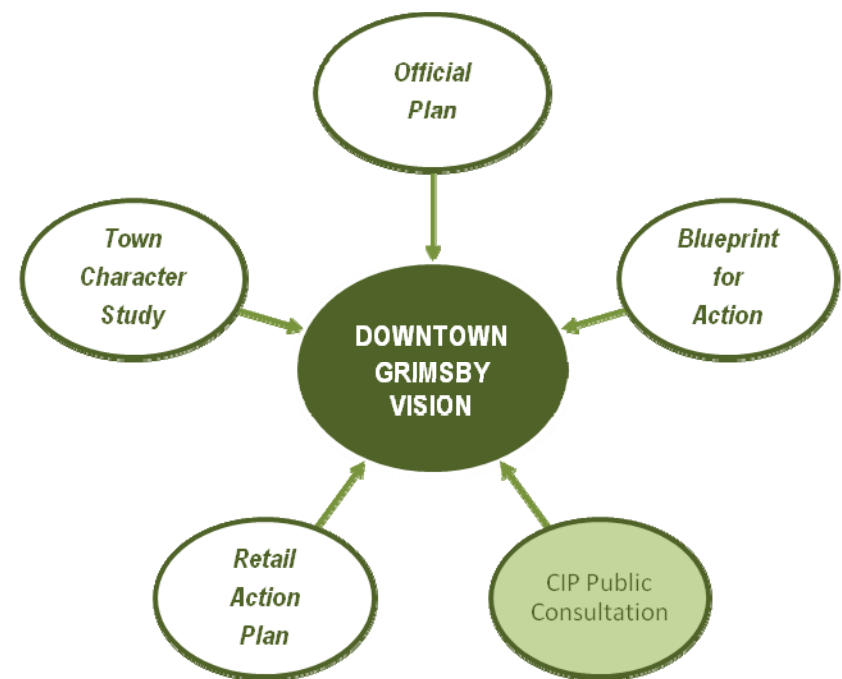 Official
Plan
Town
Character
Study
Blueprint
for
Action
DOWNTOWN
GRIMSBY
VISION
Retail
Action
Plan
CIP Public
Consultation